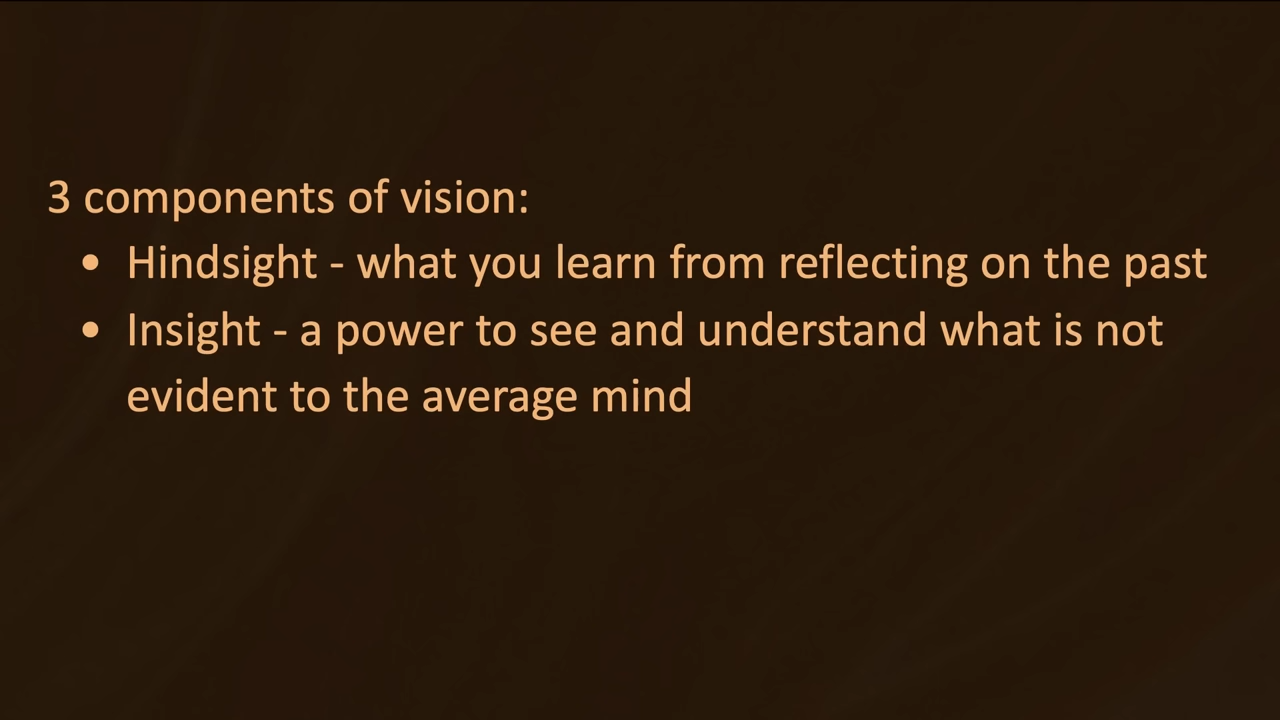 3 components of vision:
• Hindsight - what you learn from reflecting on the past
• Insight - a power to see and understand what is not
evident to the average mind